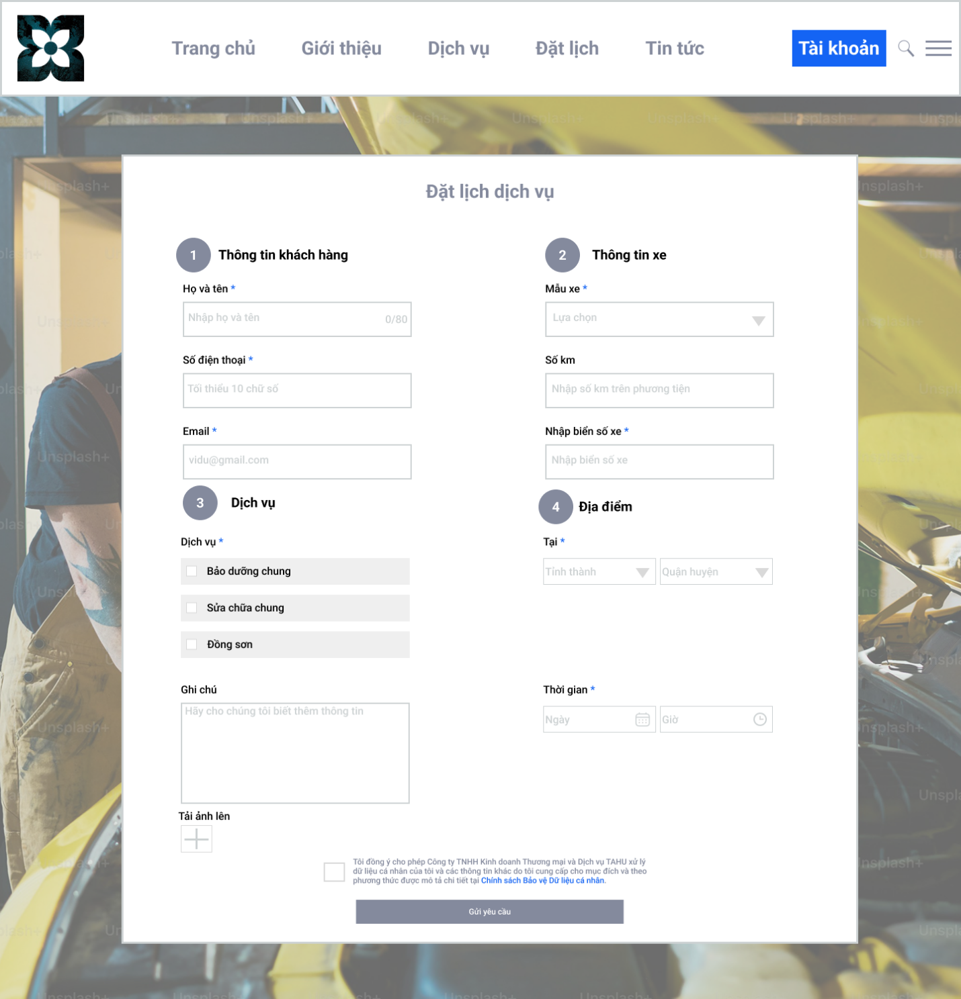 Trang chủ
Giới thiệu
Dịch vụ
Đặt lịch
Tin tức
Tài khoản
Đặt lịch dịch vụ
1 Thông tin khách hàng
Họ và tên *
Nhập họ và tên 0/80
Số điện thoại *
Tối thiểu 10 chữ số
Email *
vidu@gmail.com
2 Thông tin xe
Mẫu xe *
Lựa chọn
Số km
Nhập số km trên phương tiện
Nhập biển số xe *
Nhập biển số xe
3 Dịch vụ
Dịch vụ *
Bảo dưỡng chung
Sửa chữa chung
Đồng sơn
Ghi chú
Hãy cho chúng tôi biết thêm thông tin
Tải ảnh lên
4 Địa điểm
Tại *
Tỉnh thành
Quận huyện
Thời gian *
Ngày
Giờ
Tôi đồng ý cho phép Công ty TNHH Kinh doanh Thương mại và Dịch vụ TAHU xử lý
dữ liệu cá nhân của tôi và các thông tin khác do tôi cung cấp cho mục đích và theo
phương thức được mô tả chi tiết tại Chính sách Bảo vệ Dữ liệu cá nhân.
Gửi yêu cầu
Unsplash+